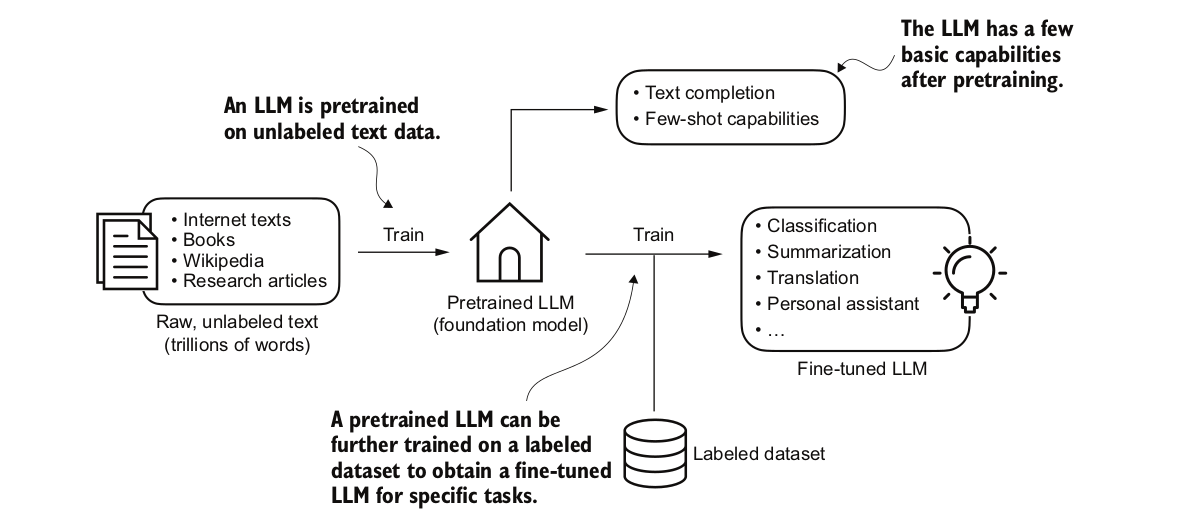 The LLM has a few
basic capabilities
after pretraining.
• Text completion
• Few-shot capabilities
An LLM is pretrained
on unlabeled text data.
• Internet texts
• Books
• Wikipedia
• Research articles
Raw, unlabeled text
(trillions of words)
Train
Pretrained LLM
(foundation model)
Train
• Classification
• Summarization
• Translation
• Personal assistant
• ...
Fine-tuned LLM
A pretrained LLM can be
further trained on a labeled
dataset to obtain a fine-tuned
LLM for specific tasks.
Labeled dataset